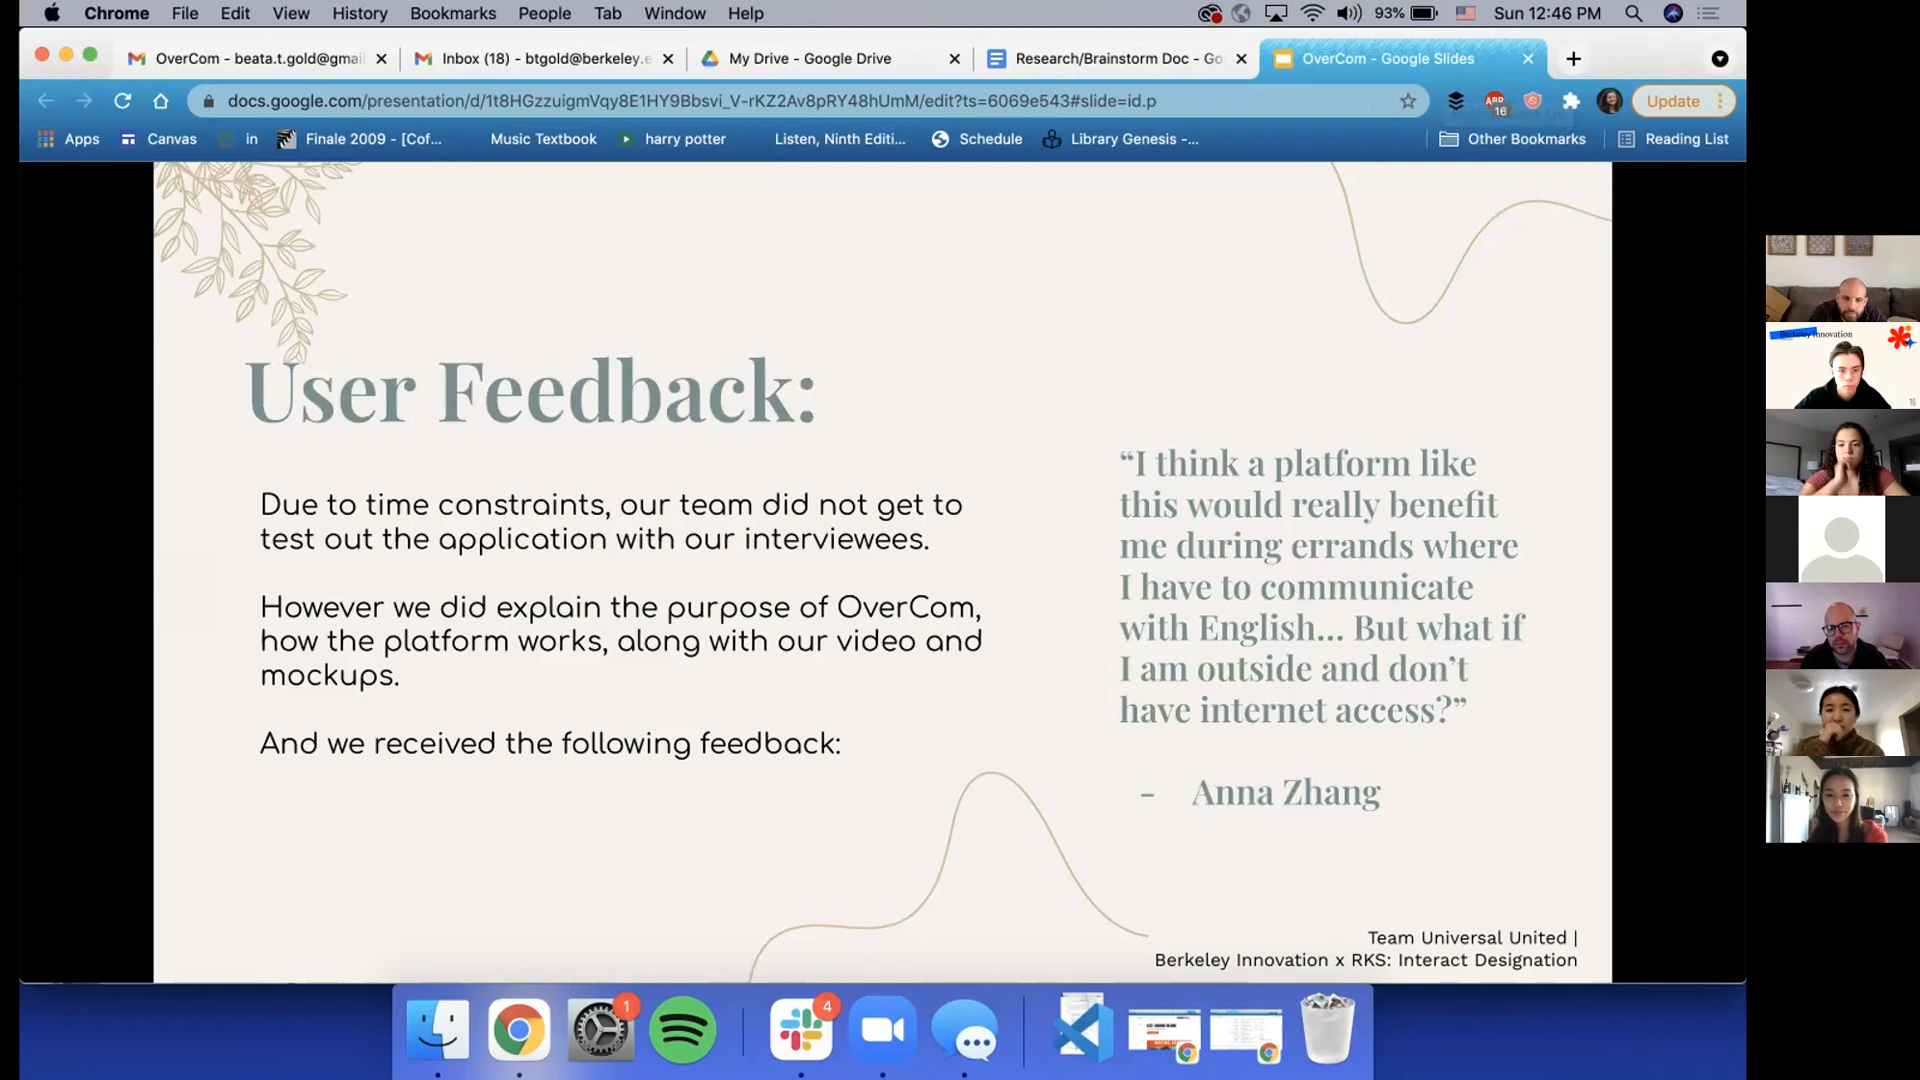 Chrome File Edit View History Bookmarks People Tab Window Help 93% Sun 12:46 PM
OverCom - beata.t.gold@gmai Inbox (18) - btgold@berkeley.e My Drive - Google Drive Research/Brainstorm Doc - Go OverCom - Google Slides
docs.google.com/presentation/d/1t8HGzzuigmVqy8E1HY9Bbsvi_V-rKZ2Av8pRY48hUmM/edit?ts=6069e543#slide=id.p 16 Update
Apps Canvas in Finale 2009 - [Cof... Music Textbook harry potter Listen, Ninth Editi... Schedule Library Genesis -... Other Bookmarks Reading List
User Feedback:
Due to time constraints, our team did not get to
test out the application with our interviewees.
However we did explain the purpose of OverCom,
how the platform works, along with our video and
mockups.
And we received the following feedback:
“I think a platform like
this would really benefit
me during errands where
I have to communicate
with English... But what if
I am outside and don’t
have internet access?”
- Anna Zhang
Team Universal United |
Berkeley Innovation x RKS: Interact Designation
1
4